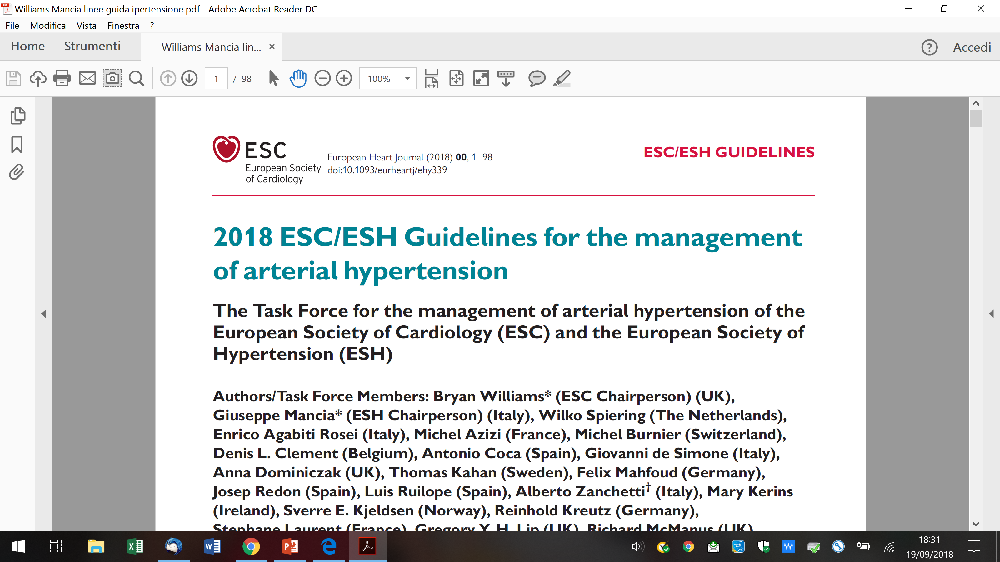 Williams Mancia linee guida ipertensione.pdf - Adobe Acrobat Reader DC
File Modifica Vista Finestra ?
Home Strumenti Williams Mancia lin... × ? Accedi
1 / 98 100%
ESC
European Society
of Cardiology
European Heart Journal (2018) 00, 1–98
doi:10.1093/eurheartj/ehy339
ESC/ESH GUIDELINES
2018 ESC/ESH Guidelines for the management
of arterial hypertension
The Task Force for the management of arterial hypertension of the
European Society of Cardiology (ESC) and the European Society of
Hypertension (ESH)
Authors/Task Force Members: Bryan Williams* (ESC Chairperson) (UK),
Giuseppe Mancia* (ESH Chairperson) (Italy), Wilko Spiering (The Netherlands),
Enrico Agabiti Rosei (Italy), Michel Azizi (France), Michel Burnier (Switzerland),
Denis L. Clement (Belgium), Antonio Coca (Spain), Giovanni de Simone (Italy),
Anna Dominiczak (UK), Thomas Kahan (Sweden), Felix Mahfoud (Germany),
Josep Redon (Spain), Luis Ruilope (Spain), Alberto Zanchetti† (Italy), Mary Kerins
(Ireland), Sverre E. Kjeldsen (Norway), Reinhold Kreutz (Germany),
Stephane Laurent (France), Gregory Y. H. Lip (UK), Richard McManus (UK),
18:31
19/09/2018